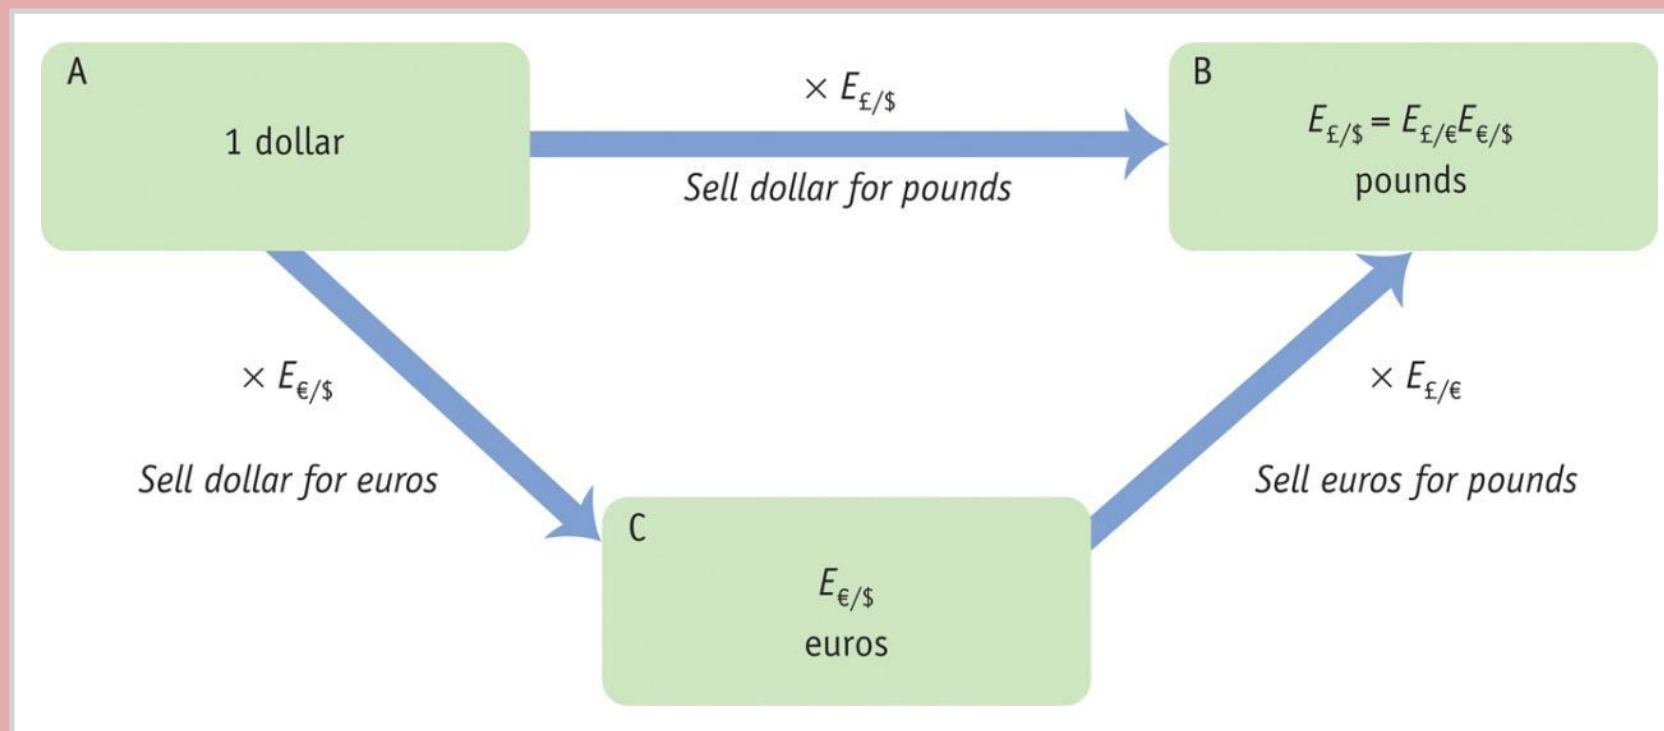 A
1 dollar
× E£/$
Sell dollar for pounds
B
E£/$ = E£/€E€/$
pounds
× E€/$
Sell dollar for euros
× E£/€
Sell euros for pounds
C
E€/$
euros